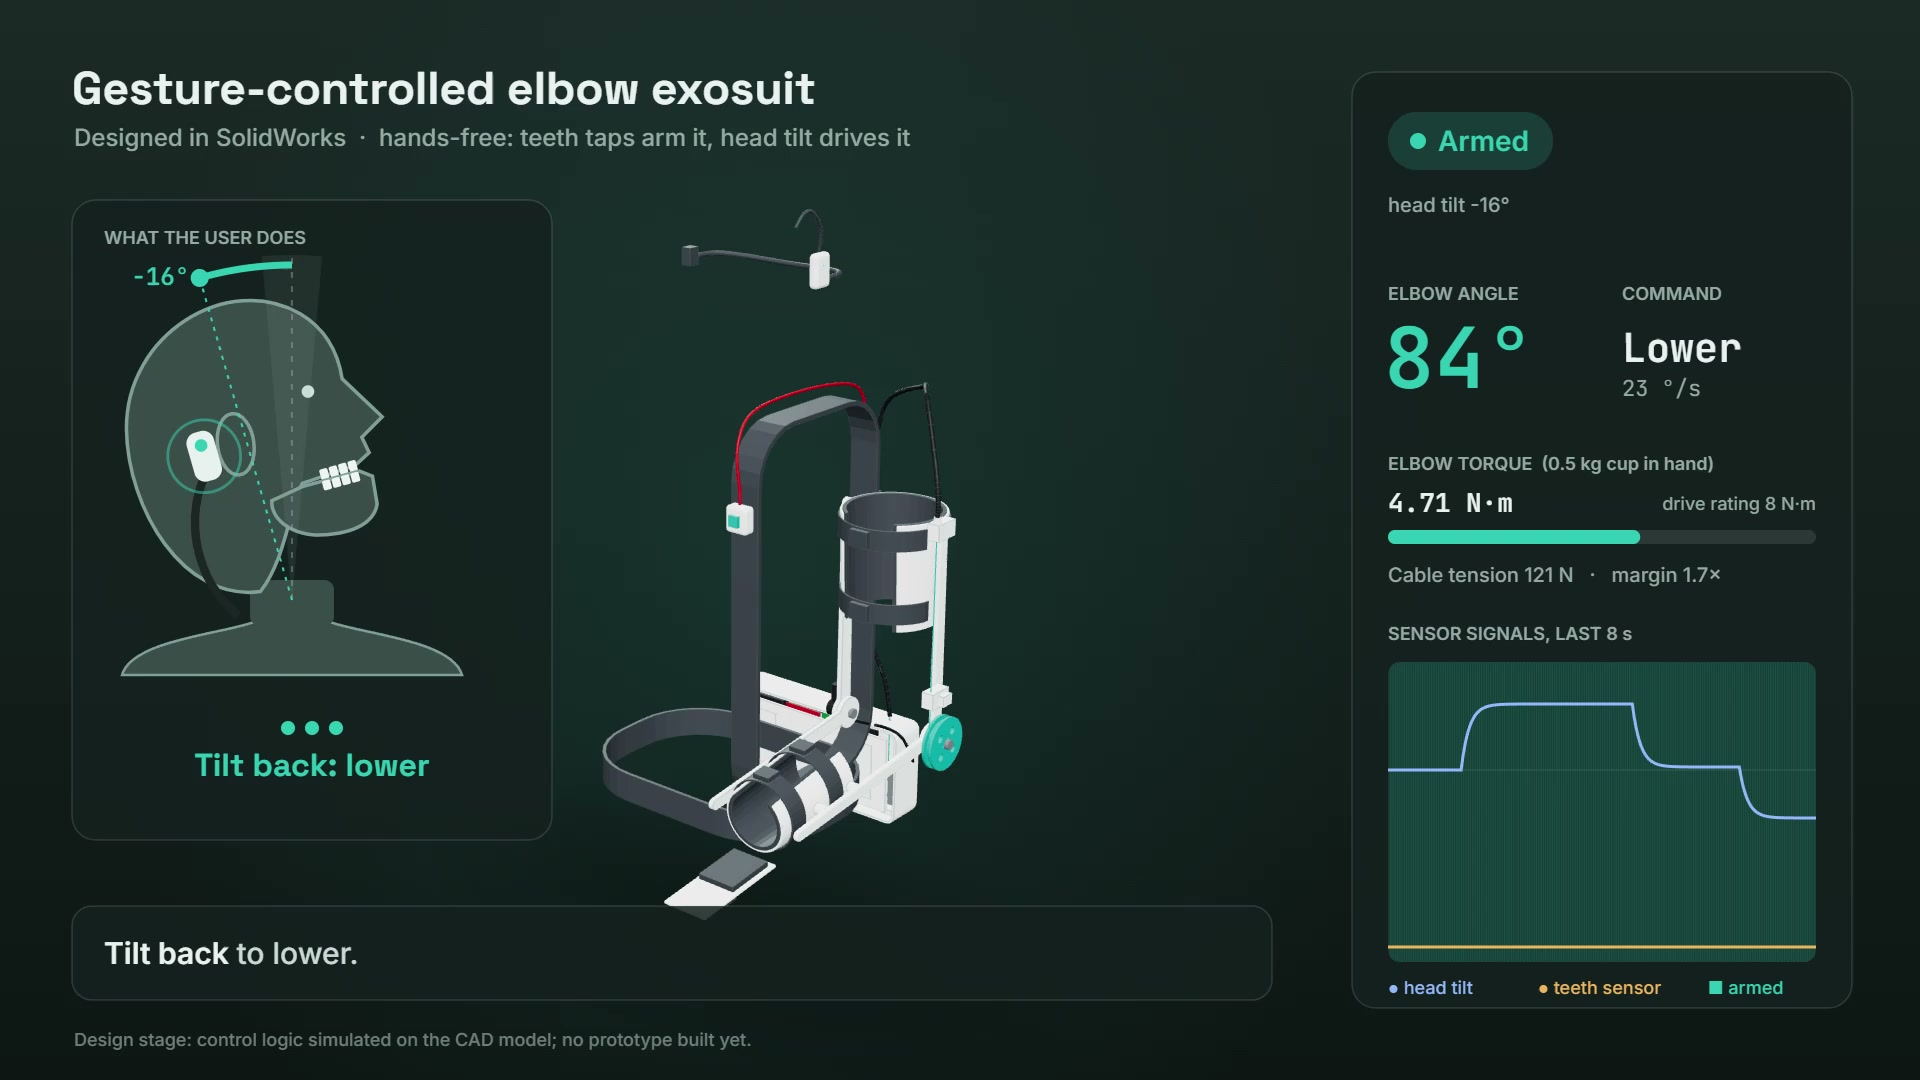 Gesture-controlled elbow exosuit
Designed in SolidWorks · hands-free: teeth taps arm it, head tilt drives it
WHAT THE USER DOES
-16°
Tilt back: lower
Tilt back to lower.
Design stage: control logic simulated on the CAD model; no prototype built yet.
Armed
head tilt -16°
ELBOW ANGLE
84°
COMMAND
Lower
23 °/s
ELBOW TORQUE (0.5 kg cup in hand)
4.71 N·m
drive rating 8 N·m
Cable tension 121 N · margin 1.7×
SENSOR SIGNALS, LAST 8 s
head tilt
teeth sensor
armed